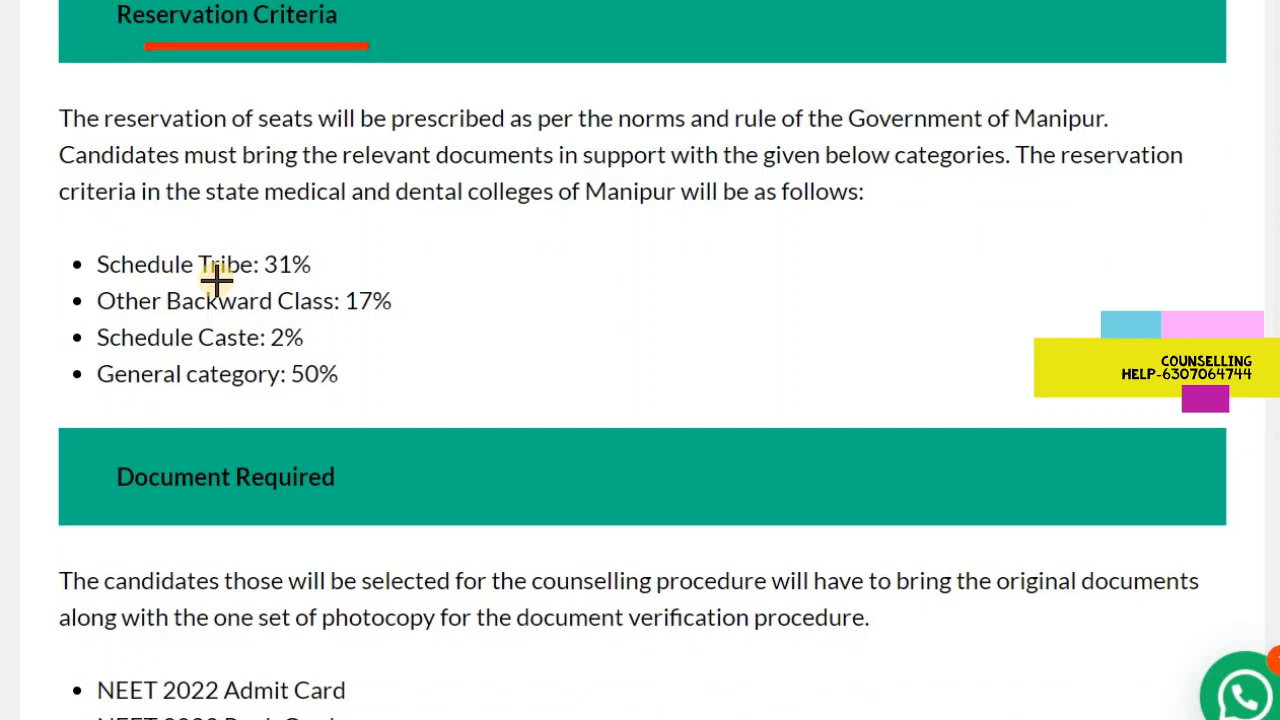 Reservation Criteria
The reservation of seats will be prescribed as per the norms and rule of the Government of Manipur.
Candidates must bring the relevant documents in support with the given below categories. The reservation
criteria in the state medical and dental colleges of Manipur will be as follows:
Schedule Tribe: 31%
Other Backward Class: 17%
Schedule Caste: 2%
General category: 50%
COUNSELLING
HELP-6307064744
Document Required
The candidates those will be selected for the counselling procedure will have to bring the original documents
along with the one set of photocopy for the document verification procedure.
NEET 2022 Admit Card